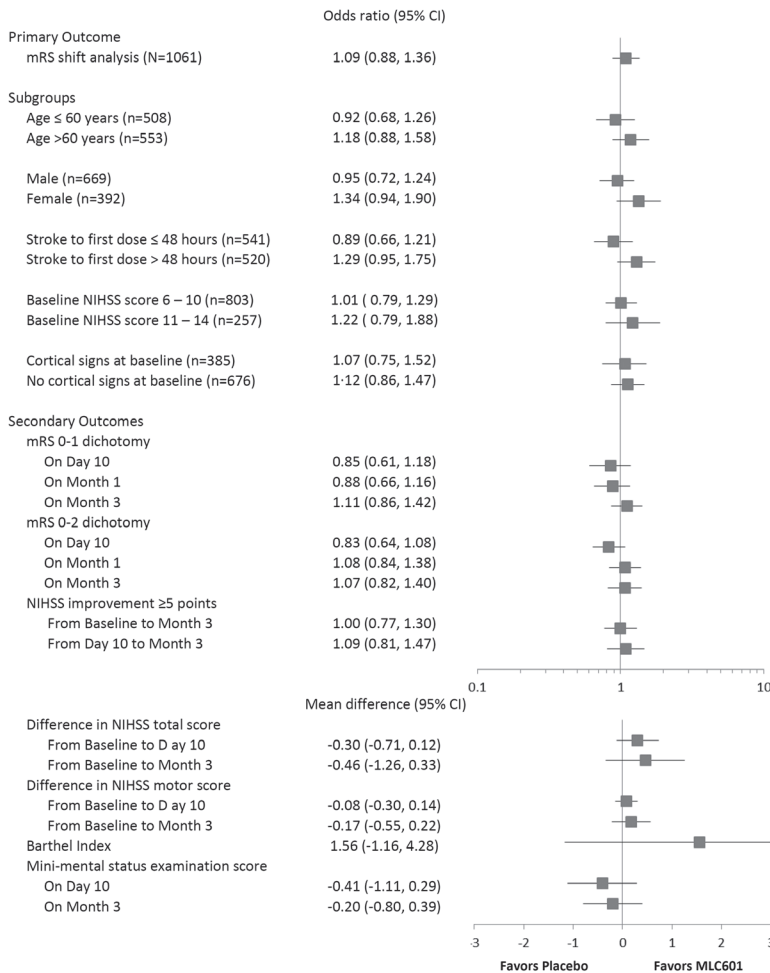 Odds ratio (95% CI)
Primary Outcome
mRS shift analysis (N=1061) 1.09 (0.88, 1.36)
Subgroups
Age ≤ 60 years (n=508) 0.92 (0.68, 1.26)
Age >60 years (n=553) 1.18 (0.88, 1.58)
Male (n=669) 0.95 (0.72, 1.24)
Female (n=392) 1.34 (0.94, 1.90)
Stroke to first dose ≤ 48 hours (n=541) 0.89 (0.66, 1.21)
Stroke to first dose > 48 hours (n=520) 1.29 (0.95, 1.75)
Baseline NIHSS score 6 – 10 (n=803) 1.01 ( 0.79, 1.29)
Baseline NIHSS score 11 – 14 (n=257) 1.22 ( 0.79, 1.88)
Cortical signs at baseline (n=385) 1.07 (0.75, 1.52)
No cortical signs at baseline (n=676) 1·12 (0.86, 1.47)
Secondary Outcomes
mRS 0-1 dichotomy
On Day 10 0.85 (0.61, 1.18)
On Month 1 0.88 (0.66, 1.16)
On Month 3 1.11 (0.86, 1.42)
mRS 0-2 dichotomy
On Day 10 0.83 (0.64, 1.08)
On Month 1 1.08 (0.84, 1.38)
On Month 3 1.07 (0.82, 1.40)
NIHSS improvement ≥5 points
From Baseline to Month 3 1.00 (0.77, 1.30)
From Day 10 to Month 3 1.09 (0.81, 1.47)
0.1 1 10
Mean difference (95% CI)
Difference in NIHSS total score
From Baseline to D ay 10 -0.30 (-0.71, 0.12)
From Baseline to Month 3 -0.46 (-1.26, 0.33)
Difference in NIHSS motor score
From Baseline to D ay 10 -0.08 (-0.30, 0.14)
From Baseline to Month 3 -0.17 (-0.55, 0.22)
Barthel Index 1.56 (-1.16, 4.28)
Mini-mental status examination score
On Day 10 -0.41 (-1.11, 0.29)
On Month 3 -0.20 (-0.80, 0.39)
-3 -2 -1 0 1 2 3
Favors Placebo Favors MLC601